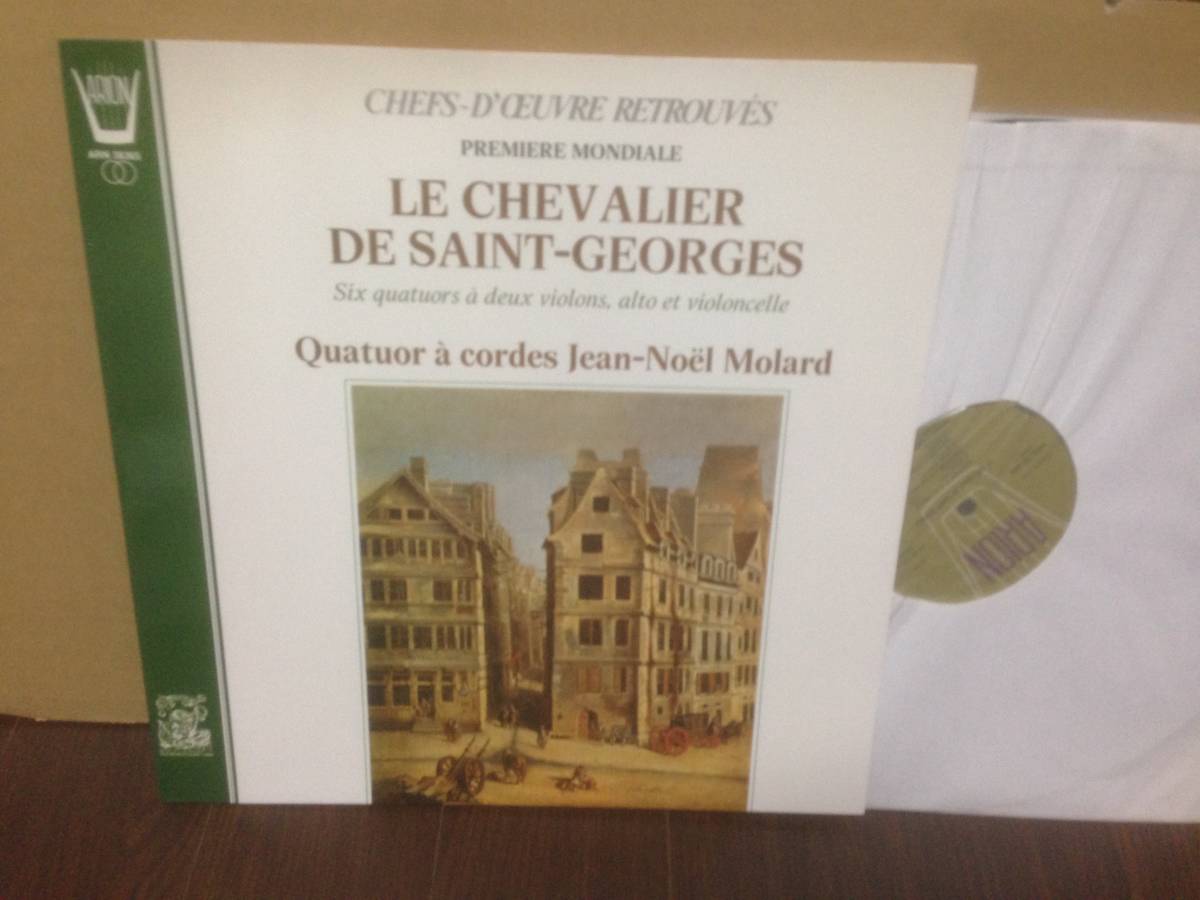 ARION
CHEFS-D'ŒUVRE RETROUVÉS
PREMIERE MONDIALE
LE CHEVALIER
DE SAINT-GEORGES
Six quatuors à deux violons, alto et violoncelle
Quatuor à cordes Jean-Noël Molard
ARION